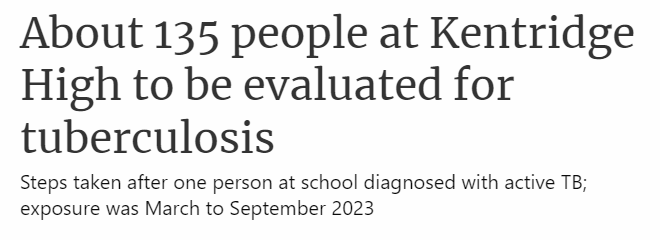 About 135 people at Kentridge
High to be evaluated for
tuberculosis
Steps taken after one person at school diagnosed with active TB;
exposure was March to September 2023